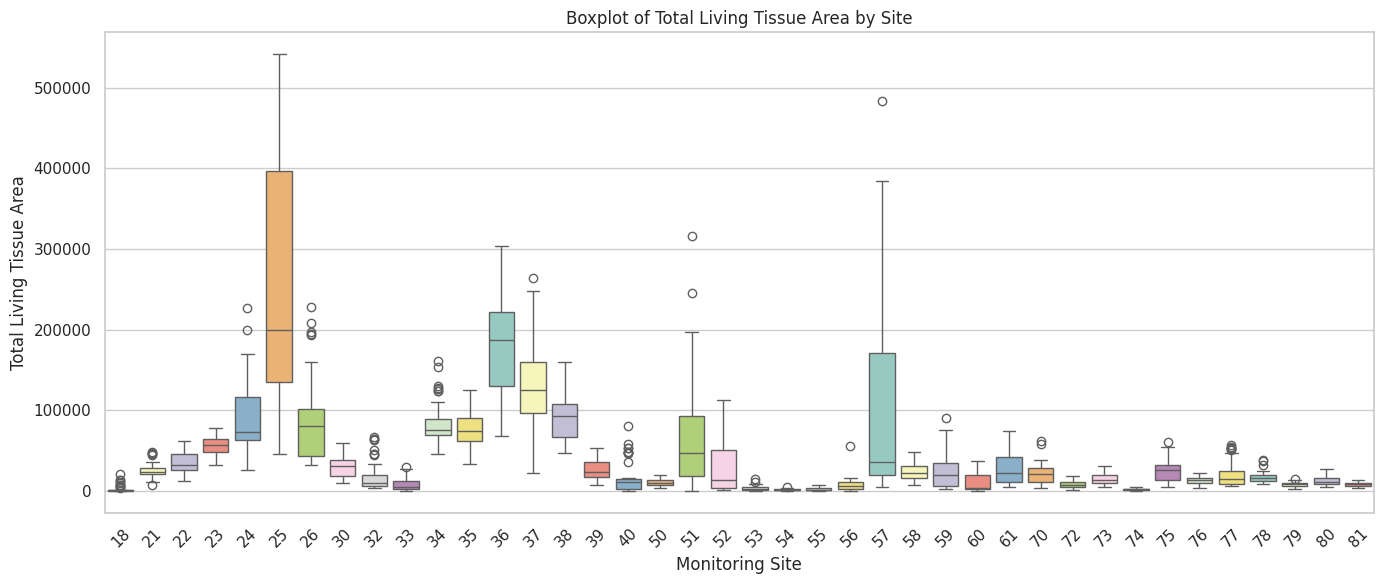 Boxplot of Total Living Tissue Area by Site
Total Living Tissue Area
500000
400000
300000
200000
100000
0
18 21 22 23 24 25 26 30 32 33 34 35 36 37 38 39 40 50 51 52 53 54 55 56 57 58 59 60 61 70 72 73 74 75 76 77 78 79 80 81
Monitoring Site